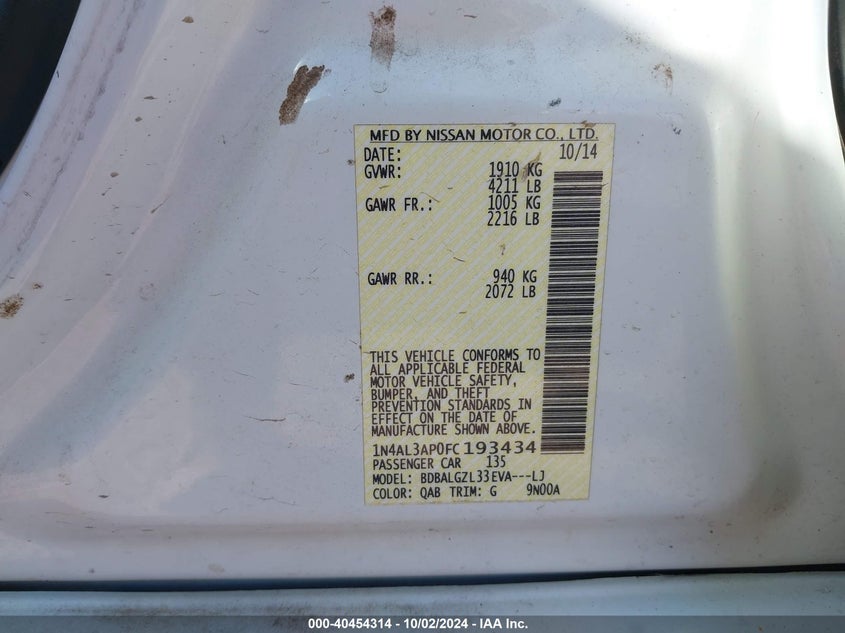 MFD BY NISSAN MOTOR CO., LTD.
DATE: 10/14
GVWR: 1910 KG
4211 LB
GAWR FR.: 1005 KG
2216 LB
GAWR RR.: 940 KG
2072 LB
THIS VEHICLE CONFORMS TO
ALL APPLICABLE FEDERAL
MOTOR VEHICLE SAFETY,
BUMPER, AND THEFT
PREVENTION STANDARDS IN
EFFECT ON THE DATE OF
MANUFACTURE SHOWN ABOVE.
1N4AL3AP0FC193434
PASSENGER CAR 135
MODEL: BDBALGZL33EVA---LJ
COLOR: QAB TRIM: G 9N00A
000-40454314 - 10/02/2024 - IAA Inc.